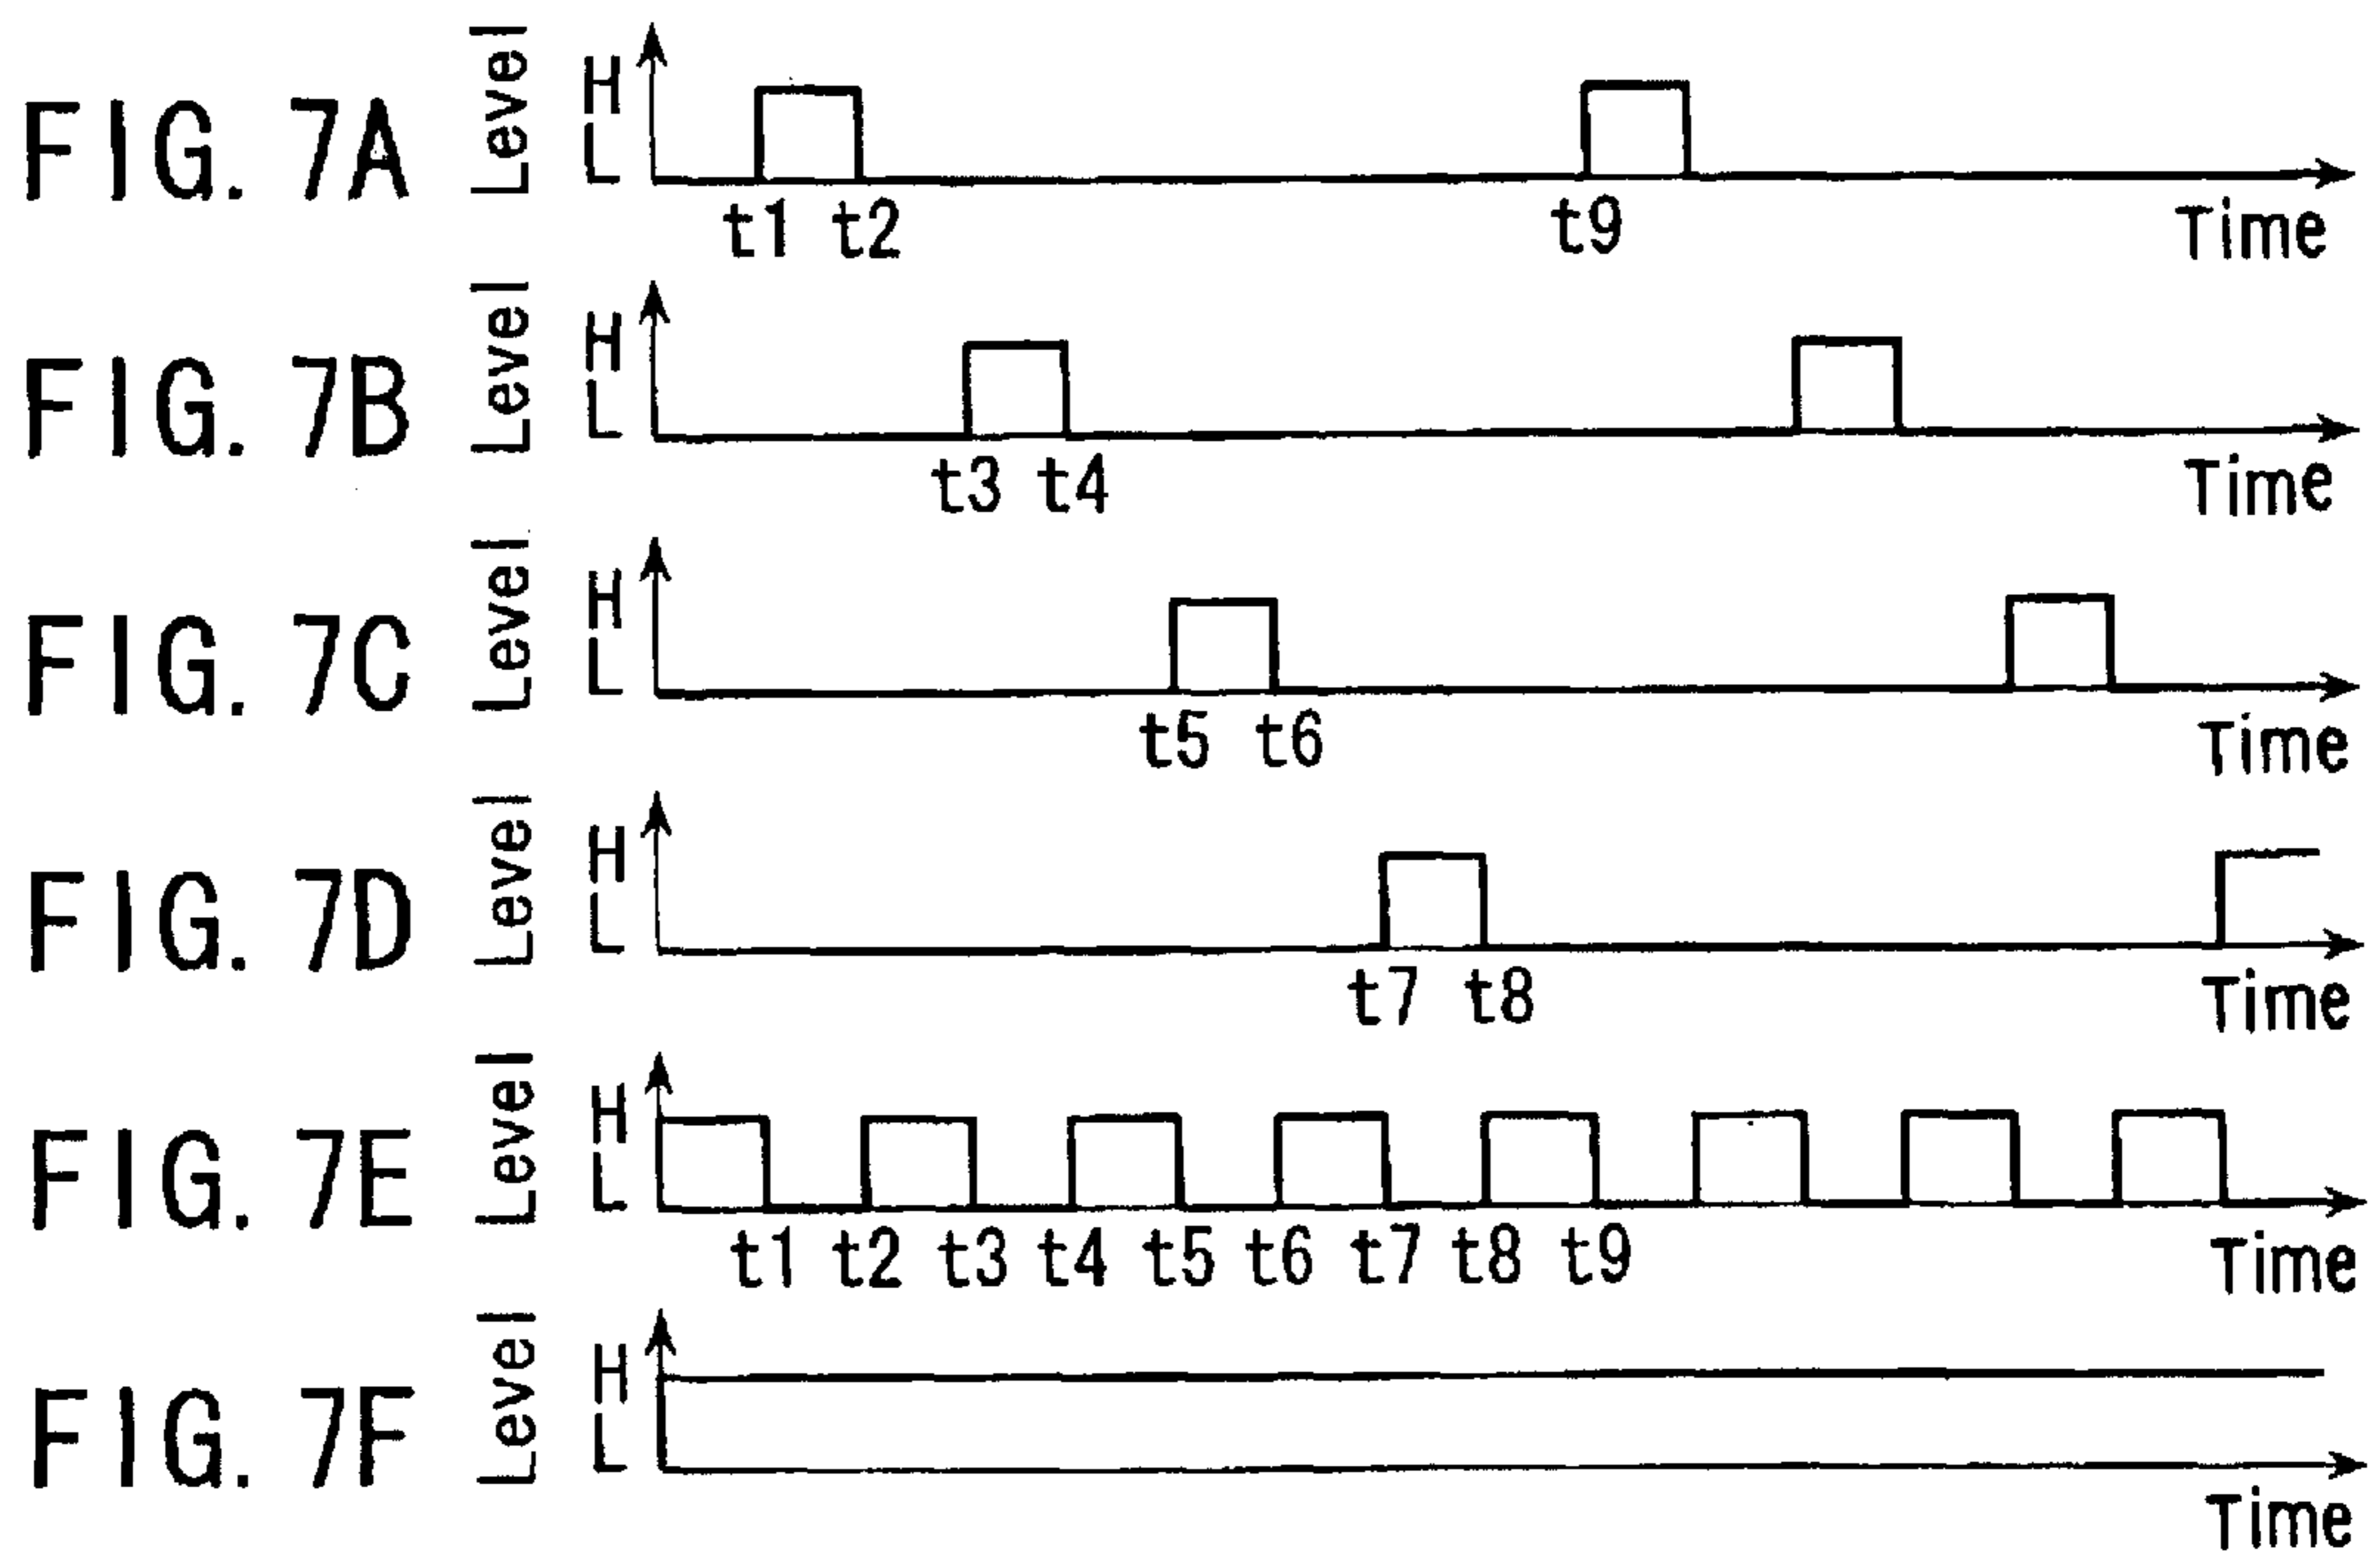 FIG. 7A
Level
H
L
t1 t2 t9
Time
FIG. 7B
Level
H
L
t3 t4
Time
FIG. 7C
Level
H
L
t5 t6
Time
FIG. 7D
Level
H
L
t7 t8
Time
FIG. 7E
Level
H
L
t1 t2 t3 t4 t5 t6 t7 t8 t9
Time
FIG. 7F
Level
H
L
Time